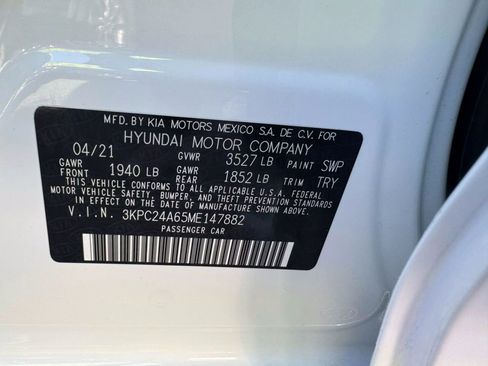 MFD. BY KIA MOTORS MEXICO S.A. DE C.V. FOR
HYUNDAI MOTOR COMPANY
04/21 GVWR 3527 LB PAINT SWP
GAWR FRONT 1940 LB GAWR REAR 1852 LB TRIM TRY
THIS VEHICLE CONFORMS TO ALL APPLICABLE U.S.A. FEDERAL
MOTOR VEHICLE SAFETY, BUMPER, AND THEFT STANDARDS
IN EFFECT ON THE DATE OF MANUFACTURE SHOWN ABOVE.
V.I.N. 3KPC24A65ME147882
PASSENGER CAR